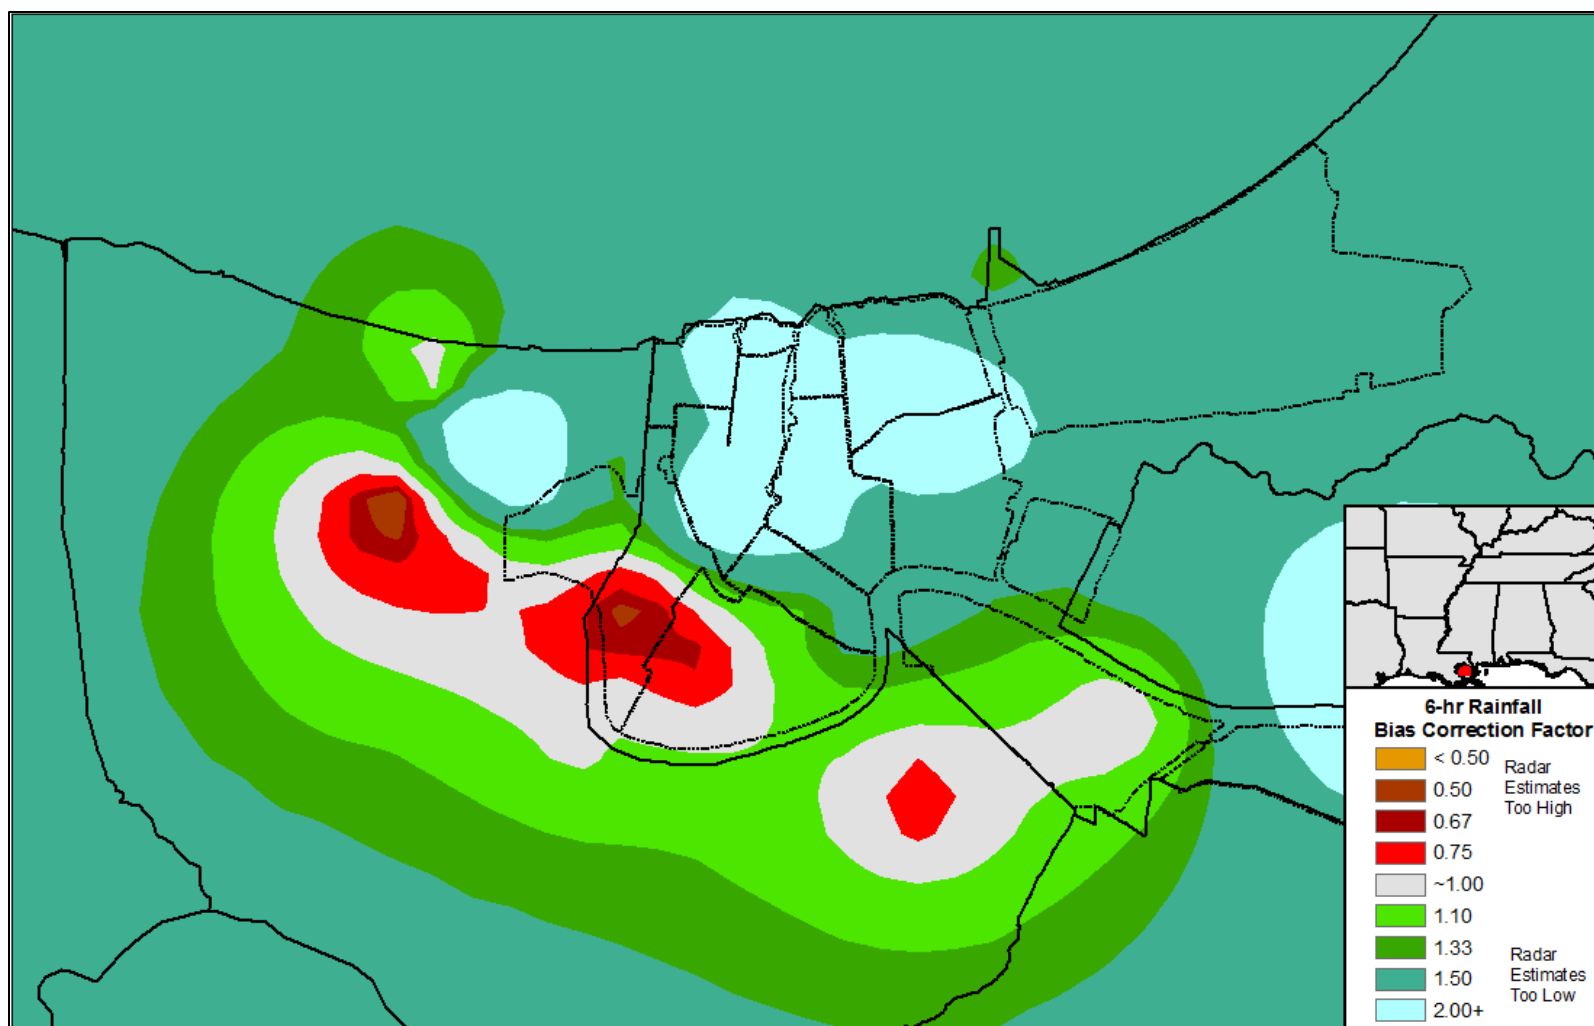 6-hr Rainfall
Bias Correction Factor
< 0.50
0.50
0.67
0.75
~1.00
1.10
1.33
1.50
2.00+
Radar
Estimates
Too High
Radar
Estimates
Too Low